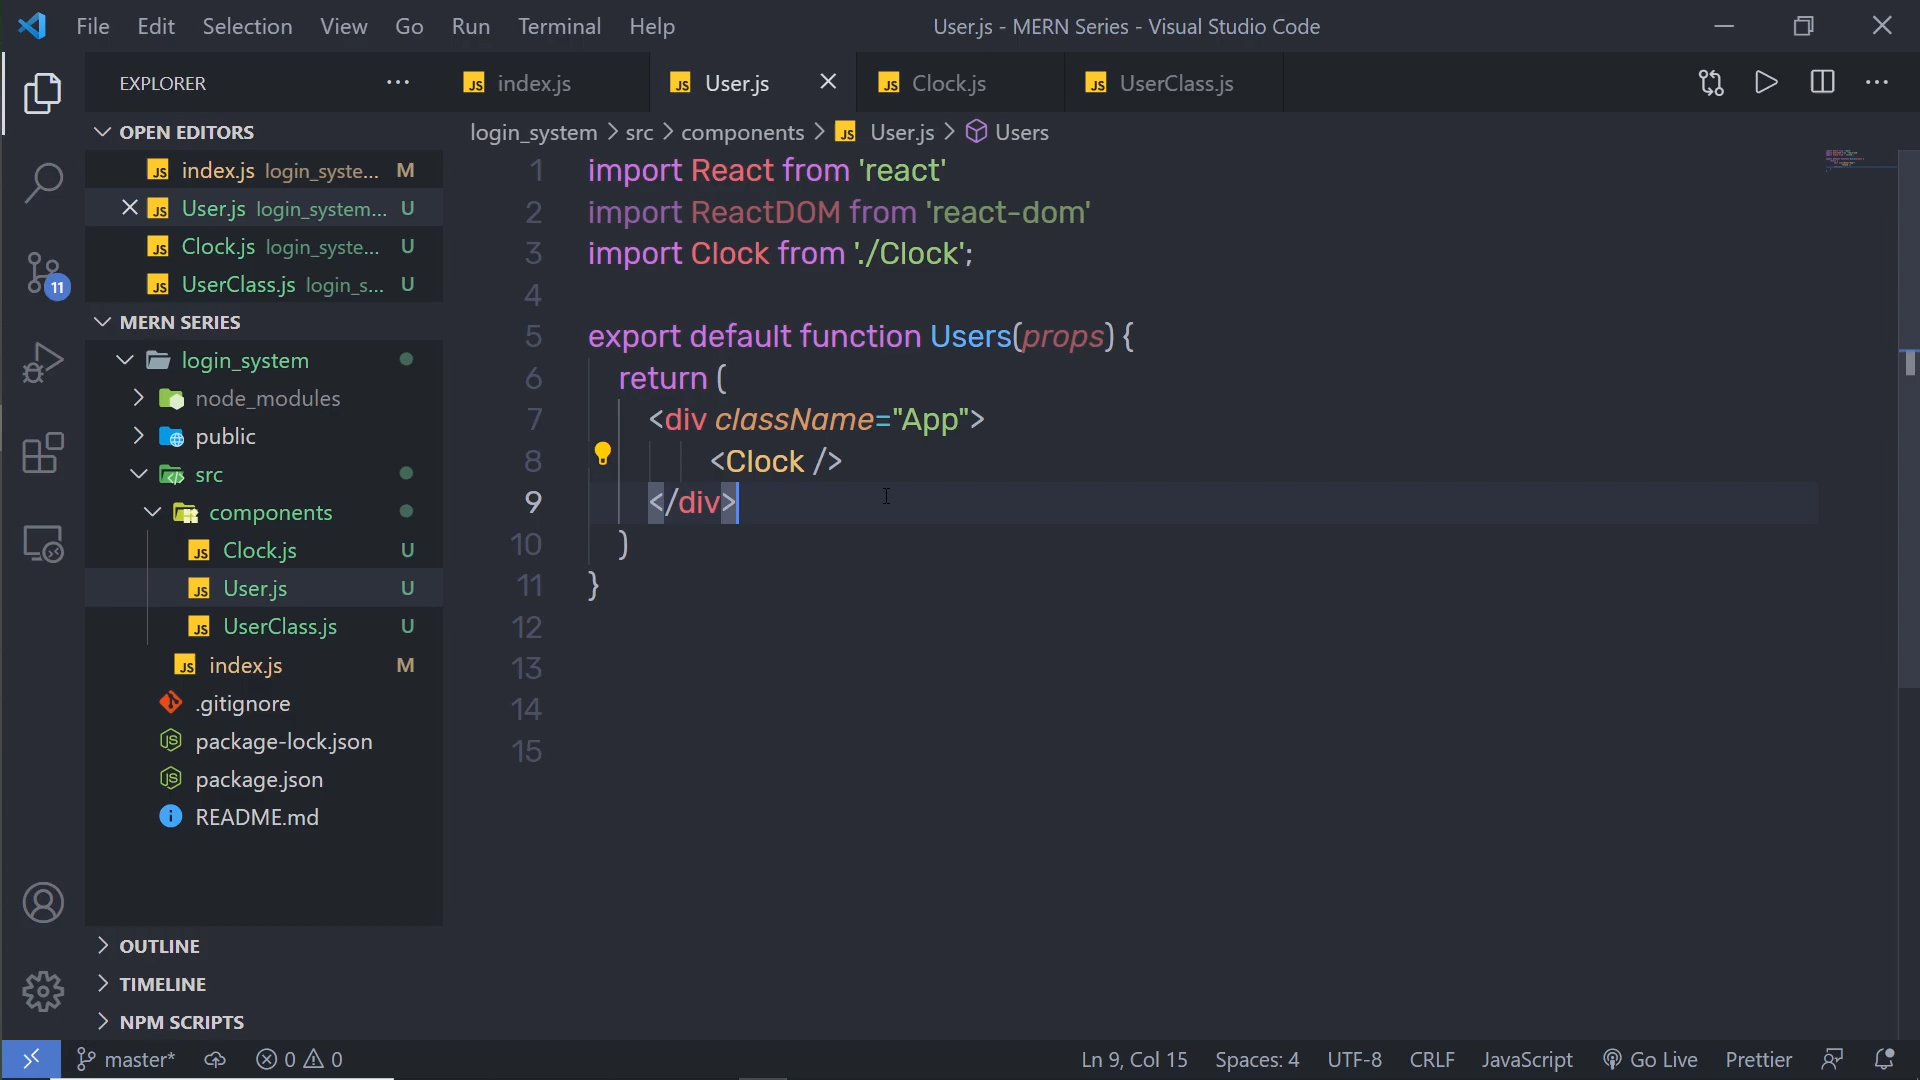 File Edit Selection View Go Run Terminal Help User.js - MERN Series - Visual Studio Code
EXPLORER
index.js User.js Clock.js UserClass.js
OPEN EDITORS
index.js login_syste... M
User.js login_system... U
Clock.js login_syste... U
UserClass.js login_s... U
11
MERN SERIES
login_system
node_modules
public
src
components
Clock.js U
User.js U
UserClass.js U
index.js M
.gitignore
package-lock.json
package.json
README.md
OUTLINE
TIMELINE
NPM SCRIPTS
login_system > src > components > JS User.js > Users
1 import React from 'react'
2 import ReactDOM from 'react-dom'
3 import Clock from './Clock';
4
5 export default function Users(props) {
6 return (
7 <div className="App">
8 <Clock />
9 </div>
10 )
11 }
12
13
14
15
master* 0 0 Ln 9, Col 15 Spaces: 4 UTF-8 CRLF JavaScript Go Live Prettier